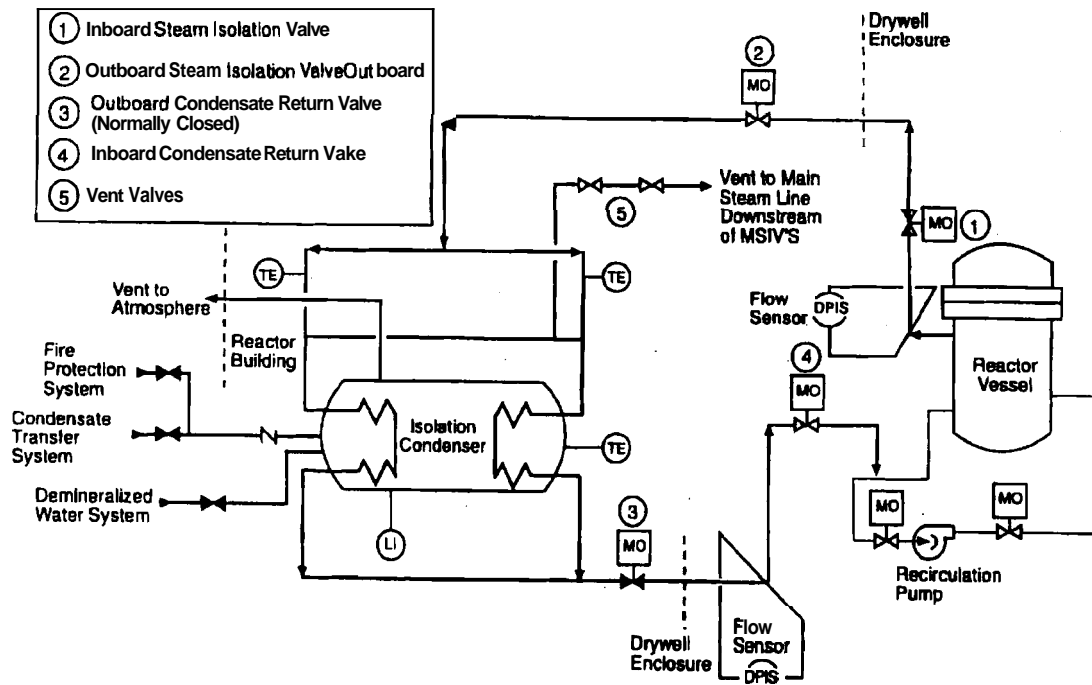 1 Inboard Steam Isolation Valve
2 Outboard Steam Isolation ValveOut board
3 Outboard Condensate Return Valve
(Normally Closed)
4 Inboard Condensate Return Vake
5 Vent Valves
Drywell
Enclosure
2
MO
Vent to Main
Steam Line
Downstream
of MSIV'S
5
MO
1
TE
TE
Vent to
Atmosphere
Flow
Sensor
DPIS
Reactor
Building
Fire
Protection
System
4
MO
Reactor
Vessel
Isolation
Condenser
Condensate
Transfer
System
TE
Demineralized
Water System
3
MO
MO
MO
LI
Recirculation
Pump
Drywell
Enclosure
Flow
Sensor
DPIS